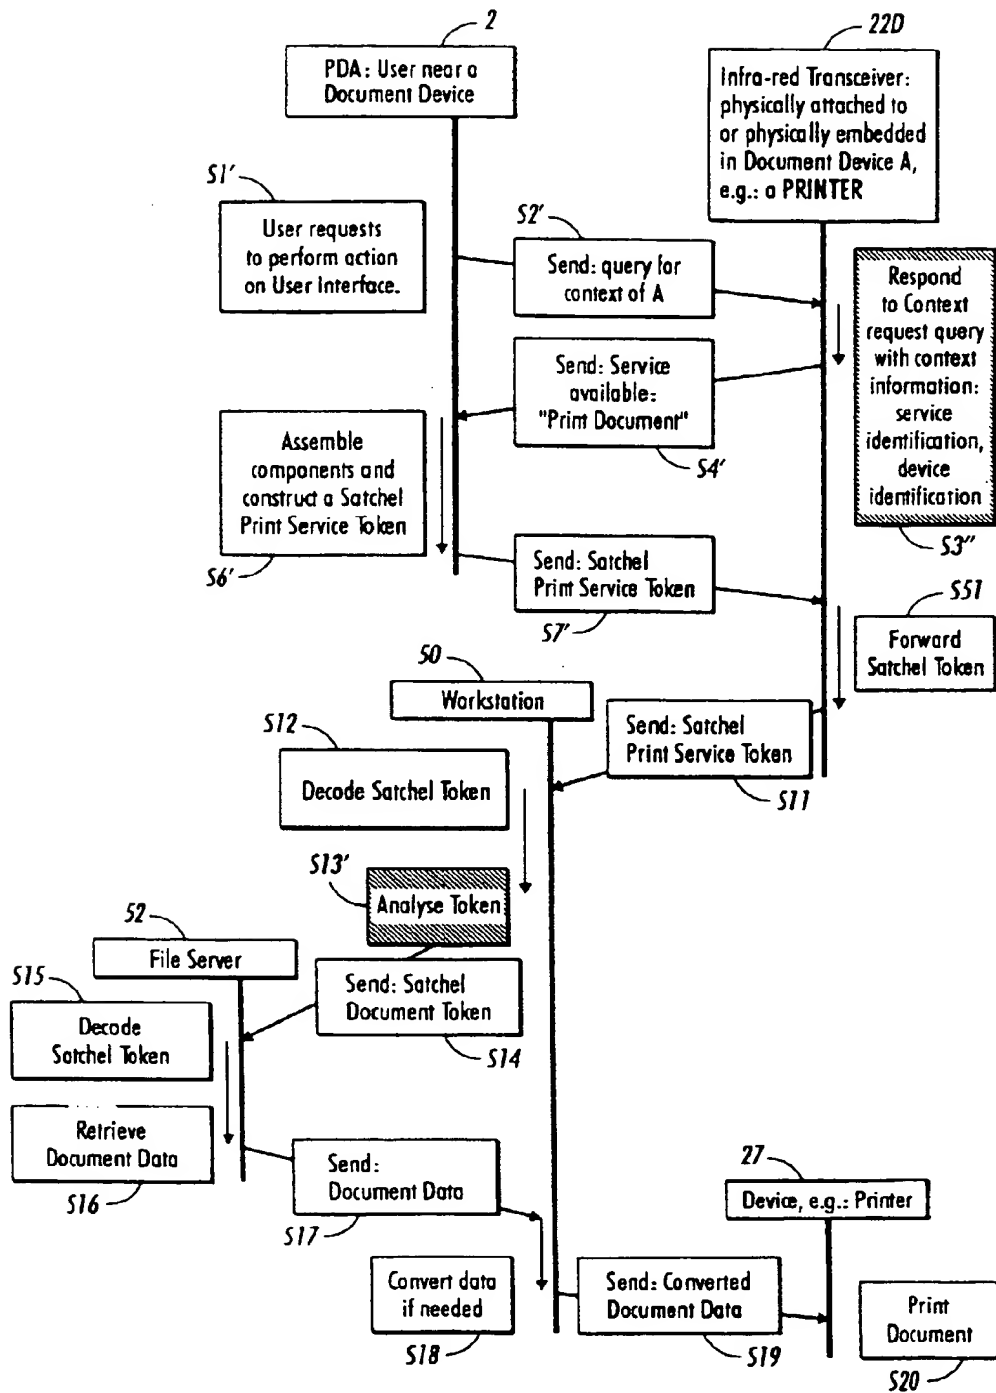 2
22D
PDA: User near a
Document Device
Infra-red Transceiver:
physically attached to
or physically embedded
in Document Device A,
e.g.: a PRINTER
S1'
User requests
to perform action
on User Interface.
S2'
Send: query for
context of A
Respond
to Context
request query
with context
information:
service
identification,
device
identification
S3''
Send: Service
available:
"Print Document"
S4'
Assemble
components and
construct a Satchel
Print Service Token
S6'
Send: Satchel
Print Service Token
S7'
S51
Forward
Satchel Token
50
Workstation
S12
Decode Satchel Token
Send: Satchel
Print Service Token
S11
S13'
Analyse Token
52
File Server
S15
Decode
Satchel Token
Send: Satchel
Document Token
S14
Retrieve
Document Data
S16
Send:
Document Data
S17
27
Device, e.g.: Printer
Convert data
if needed
S18
Send: Converted
Document Data
S19
Print
Document
S20